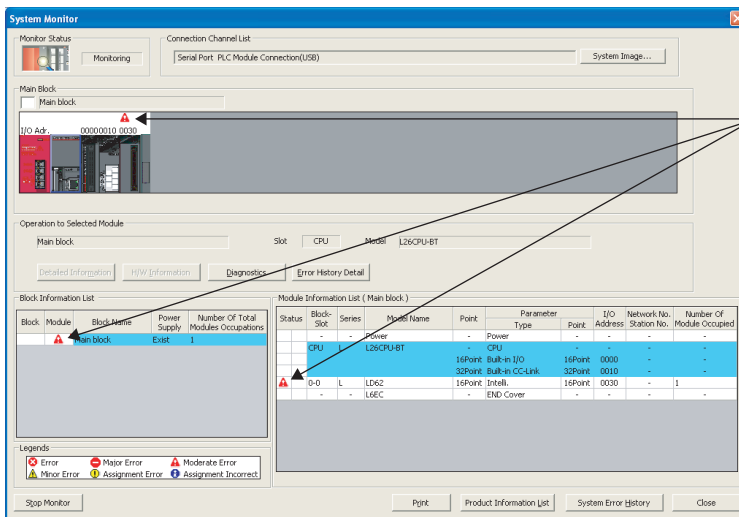 System Monitor
Monitor Status
Monitoring
Connection Channel List
Serial Port PLC Module Connection(USB)
System Image...
Main Block
Main block
I/O Adr. 00000010 0030
Operation to Selected Module
Main block
Slot CPU Model L26CPU-BT
Detailed Information
H/W Information
Diagnostics
Error History Detail
Block Information List
Block Module Block Name Power Supply Number Of Total Modules Occupations
Main block Exist 1
Module Information List ( Main block )
Status Block-Slot Series Model Name Point Parameter Type Point I/O Address Network No. Station No. Number Of Module Occupied
- - Power - Power - - - -
CPU L L26CPU-BT - CPU - - - -
16Point Built-in I/O 16Point 0000 - -
32Point Built-in CC-Link 32Point 0010 - -
0-0 L LD62 16Point Intelli. 16Point 0030 - 1
- - L6EC - END Cover - - - -
Legends
Error Major Error Moderate Error
Minor Error Assignment Error Assignment Incorrect
Stop Monitor
Print
Product Information List
System Error History
Close